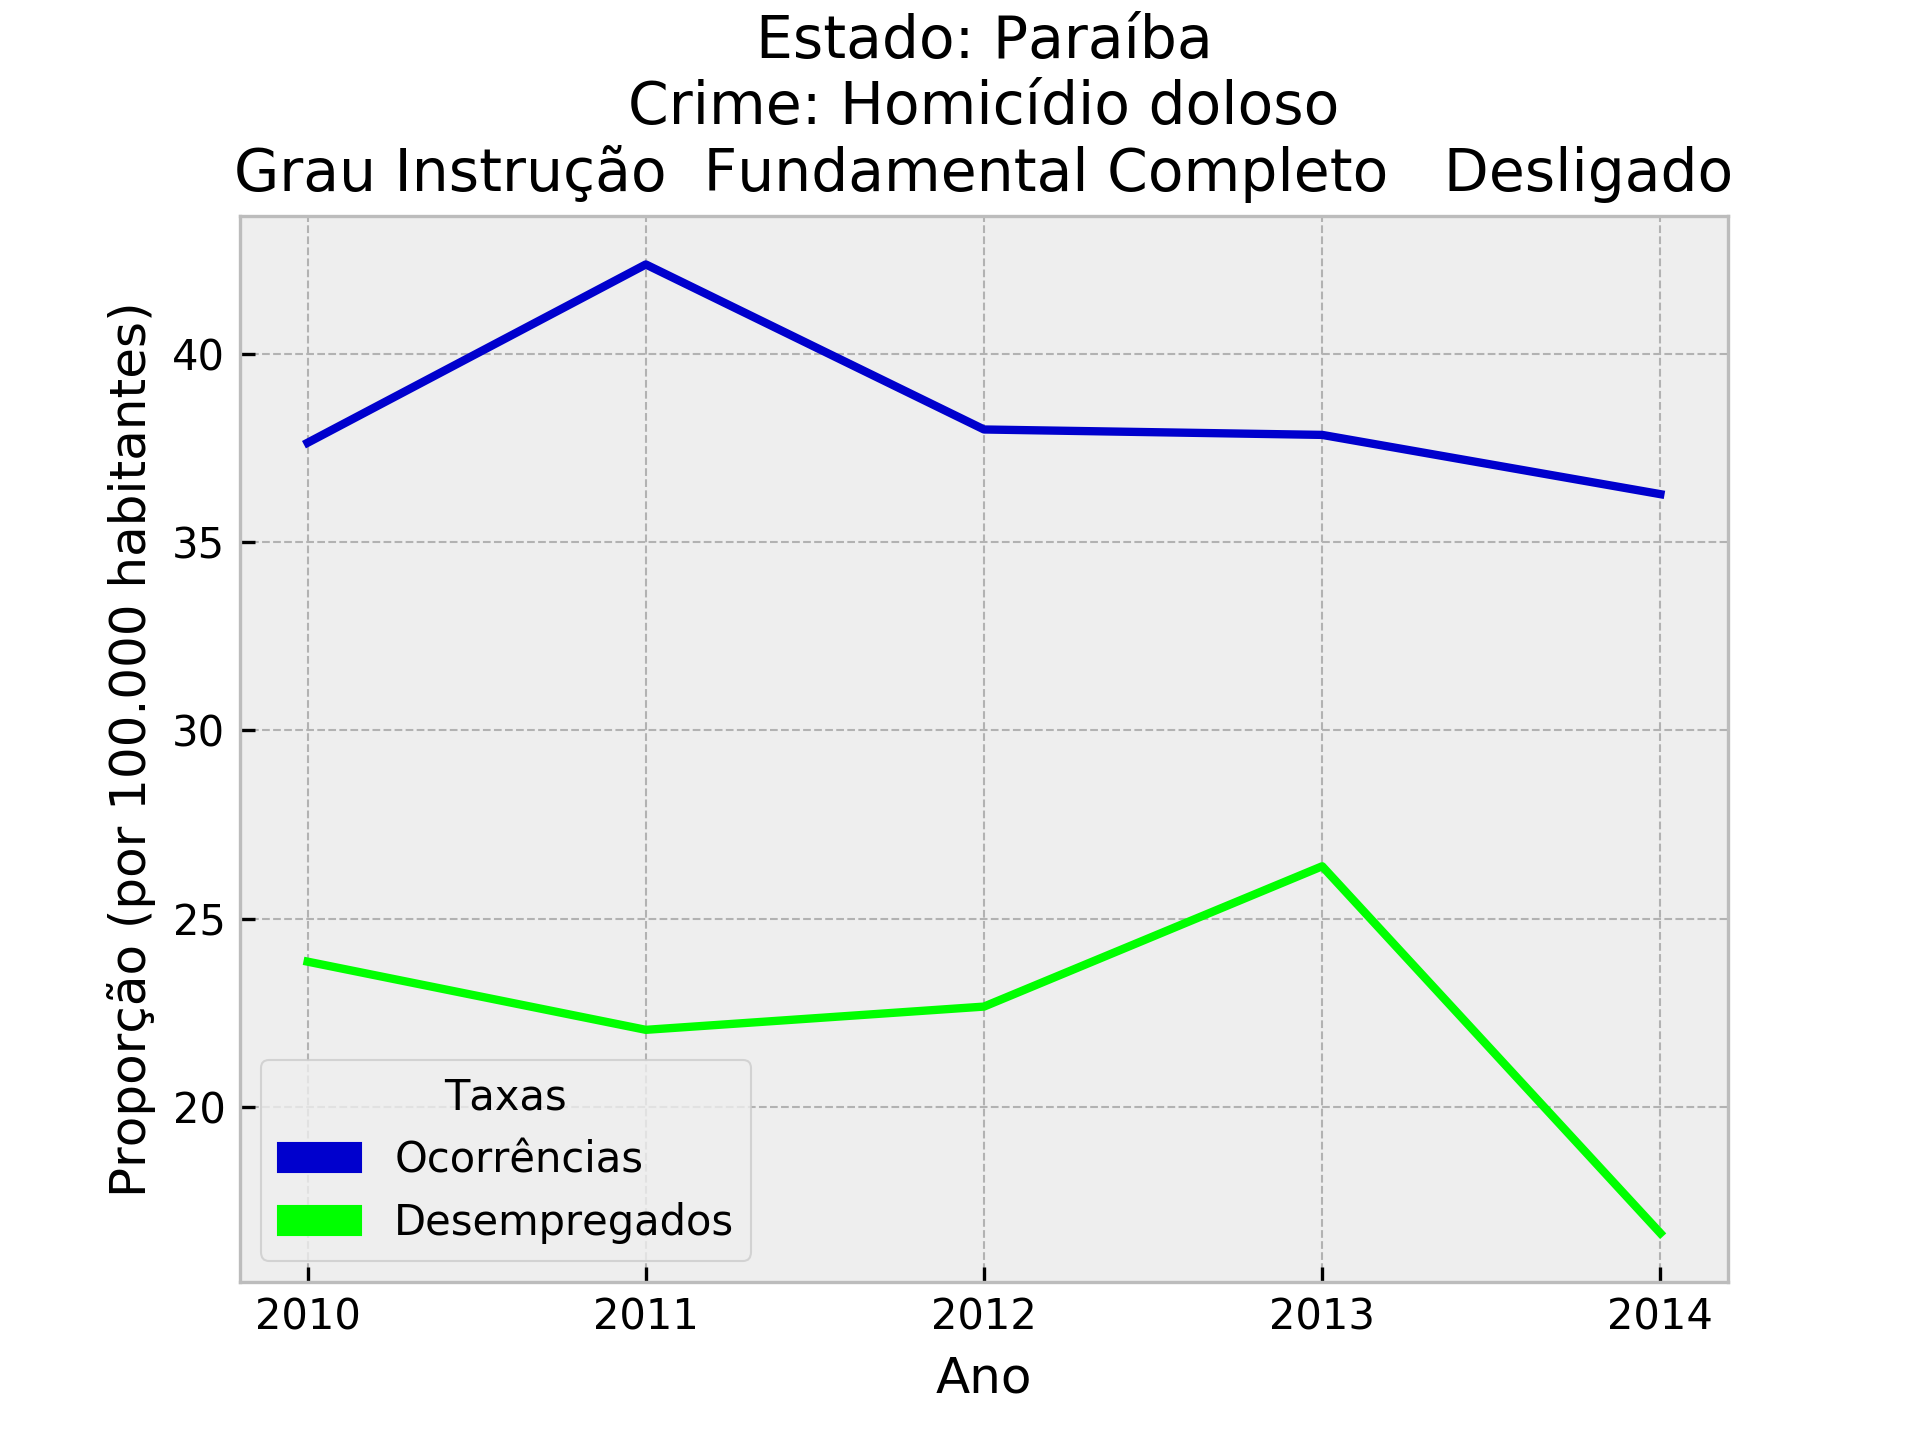 Estado: Paraíba
Crime: Homicídio doloso
Grau Instrução  Fundamental Completo   Desligado
Proporção (por 100.000 habitantes)
40
35
30
25
20
Taxas
Ocorrências
Desempregados
2010 2011 2012 2013 2014
Ano